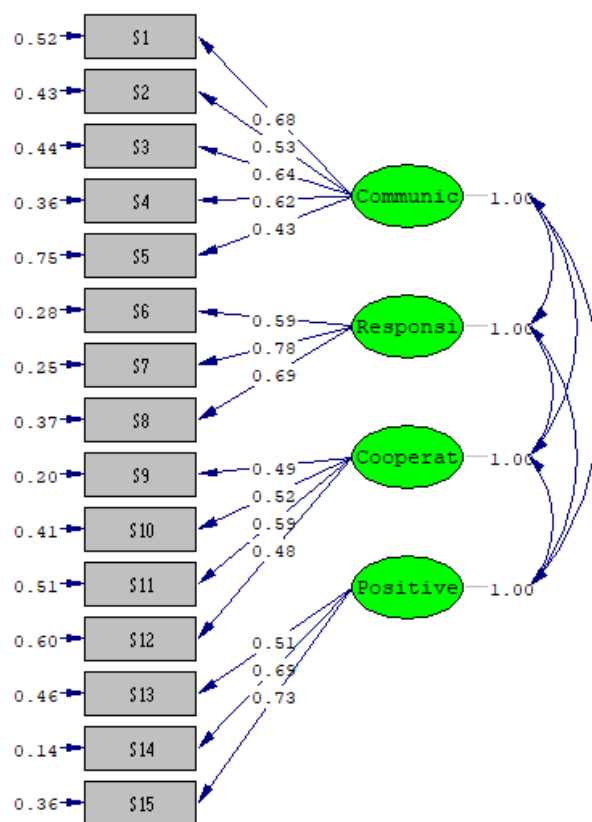 0.52 S1
0.43 S2
0.68
0.53
0.44 S3
0.64
0.36 S4
0.62
Communic 1.00
0.43
0.75 S5
0.28 S6
0.59
Responsi 1.00
0.78
0.25 S7
0.69
0.37 S8
Cooperat 1.00
0.20 S9
0.49
0.52
0.41 S10
0.59
0.48
0.51 S11
Positive 1.00
0.60 S12
0.51
0.69
0.46 S13
0.73
0.14 S14
0.36 S15